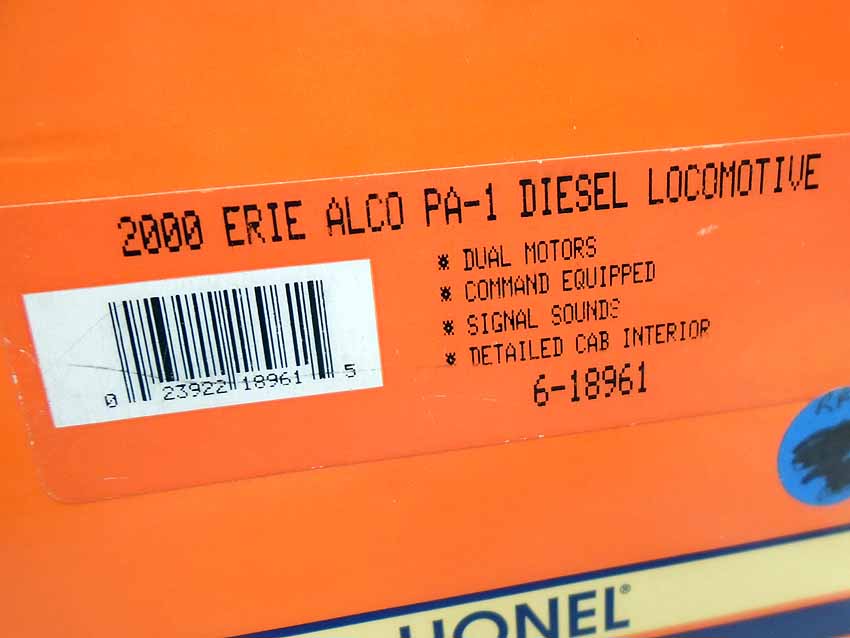 2000 ERIE ALCO PA-1 DIESEL LOCOMOTIVE
* DUAL MOTORS
* COMMAND EQUIPPED
* SIGNAL SOUNDS
* DETAILED CAB INTERIOR
6-18961
0 23922 18961 5
LIONEL®